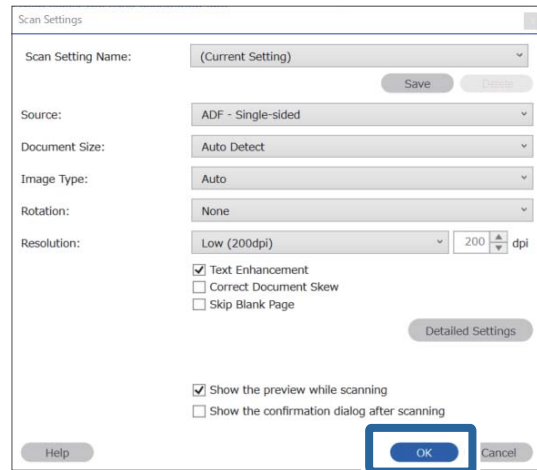 Scan Settings
Scan Setting Name: (Current Setting)
Save Delete
Source: ADF - Single-sided
Document Size: Auto Detect
Image Type: Auto
Rotation: None
Resolution: Low (200dpi) 200 dpi
Text Enhancement
Correct Document Skew
Skip Blank Page
Detailed Settings
Show the preview while scanning
Show the confirmation dialog after scanning
Help OK Cancel